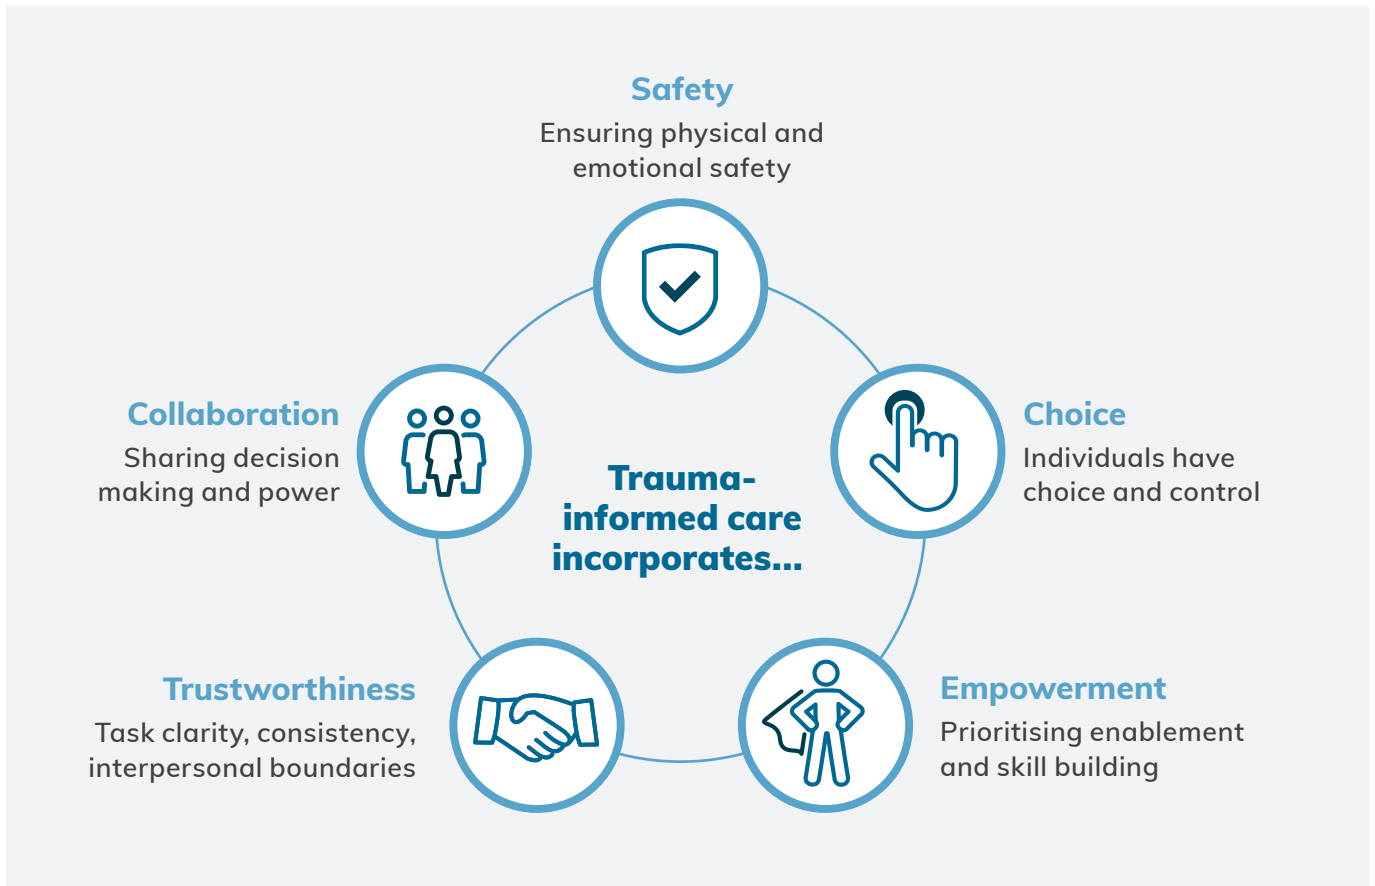 Safety
Ensuring physical and
emotional safety
Collaboration
Sharing decision
making and power
Choice
Individuals have
choice and control
Trauma-
informed care
incorporates...
Trustworthiness
Task clarity, consistency,
interpersonal boundaries
Empowerment
Prioritising enablement
and skill building